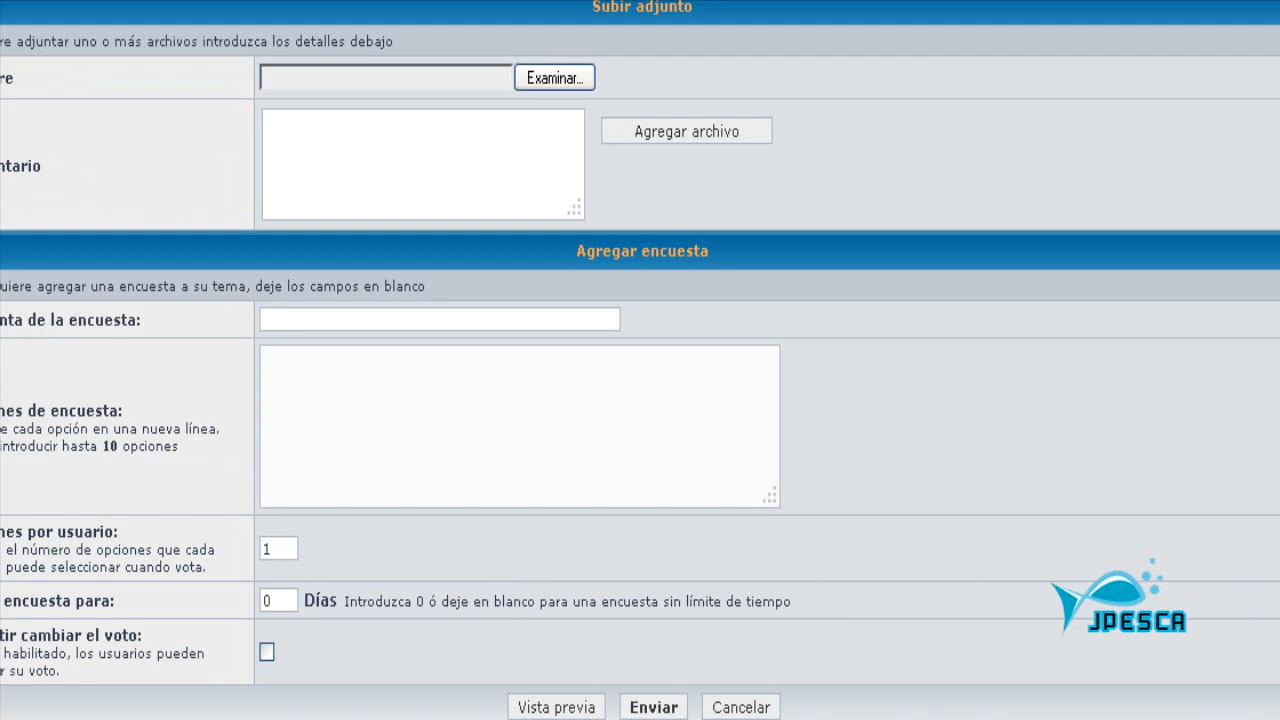 Subir adjunto
re adjuntar uno o más archivos introduzca los detalles debajo
re
Examinar...
ntario
Agregar archivo
Agregar encuesta
uiere agregar una encuesta a su tema, deje los campos en blanco
nta de la encuesta:
nes de encuesta:
e cada opción en una nueva línea.
introducir hasta 10 opciones
nes por usuario:
el número de opciones que cada
puede seleccionar cuando vota.
1
encuesta para:
0 Días Introduzca 0 ó deje en blanco para una encuesta sin límite de tiempo
JPESCA
tir cambiar el voto:
habilitado, los usuarios pueden
r su voto.
Vista previa Enviar Cancelar